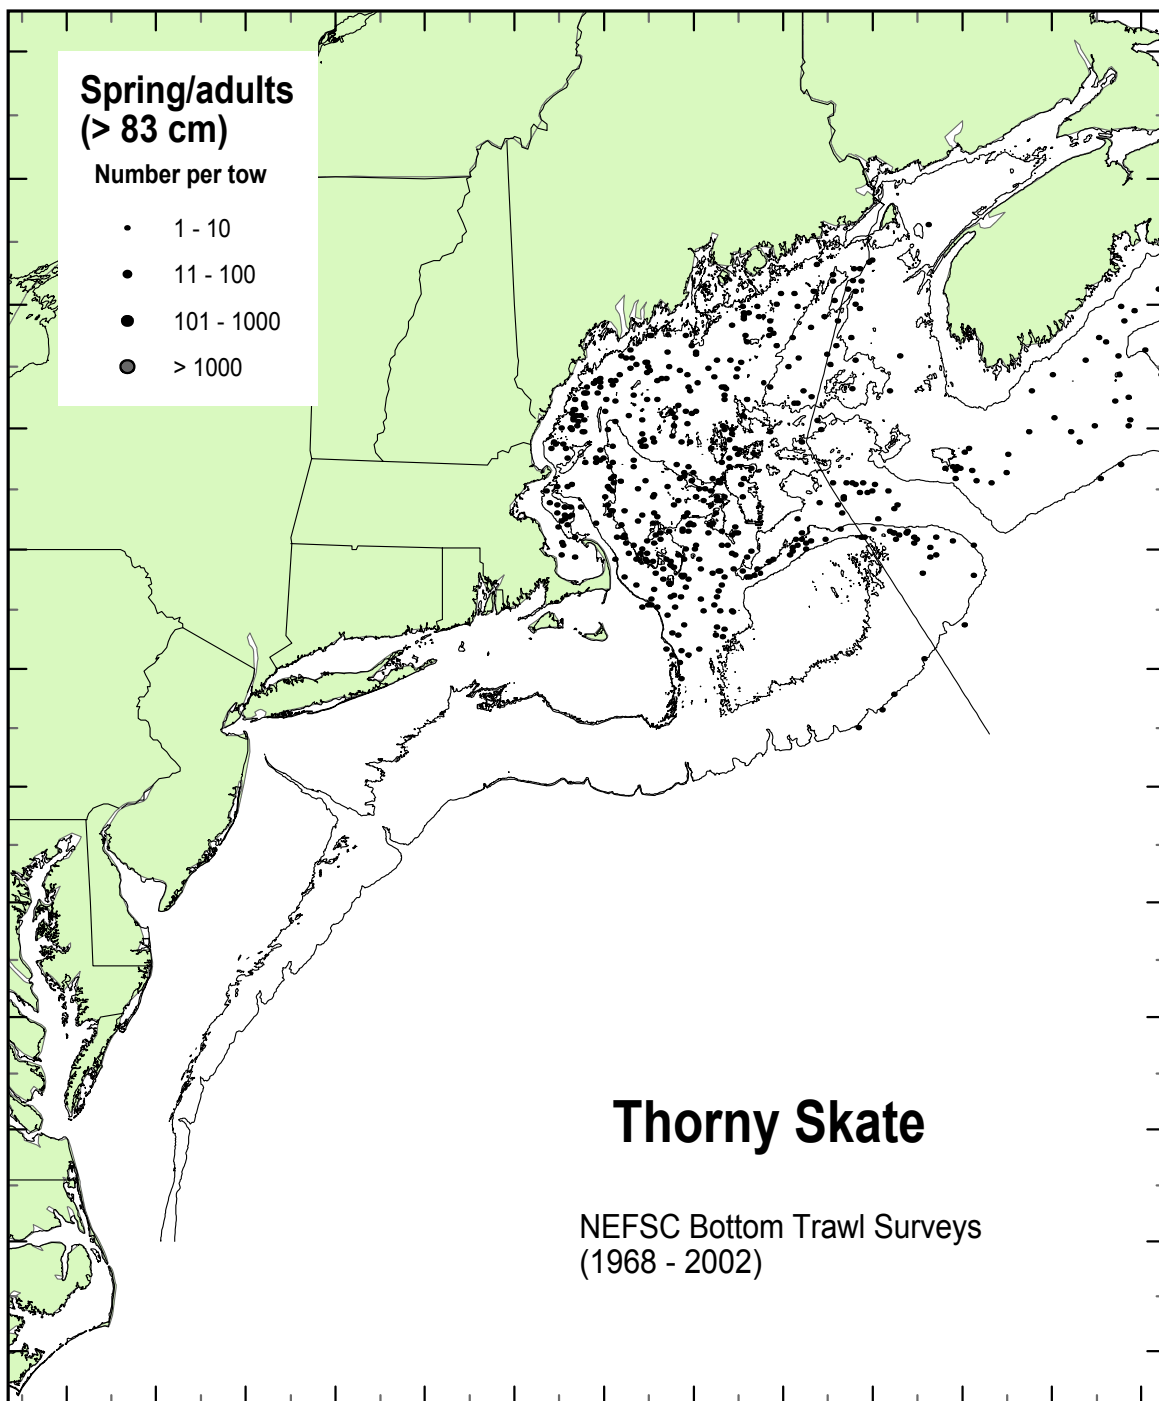 Spring/adults
(> 83 cm)
Number per tow
1 - 10
11 - 100
101 - 1000
> 1000
Thorny Skate
NEFSC Bottom Trawl Surveys
(1968 - 2002)